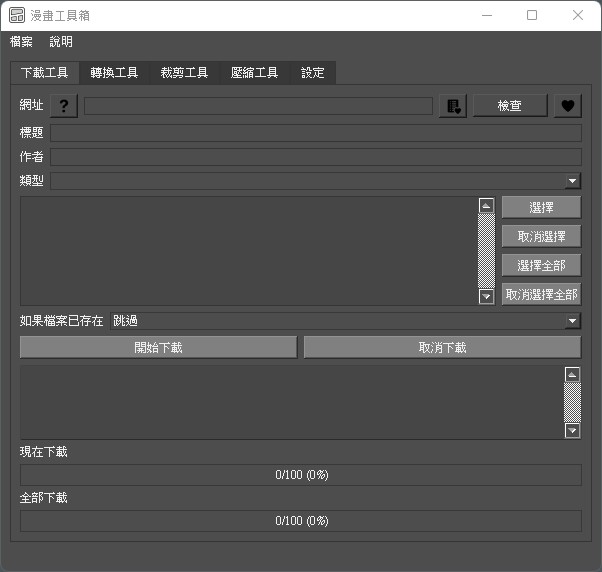 漫畫工具箱
檔案 說明
下載工具 轉換工具 裁剪工具 壓縮工具 設定
網址 ? 檢查
標題
作者
類型
選擇
取消選擇
選擇全部
取消選擇全部
如果檔案已存在 跳過
開始下載 取消下載
現在下載
0/100 (0%)
全部下載
0/100 (0%)